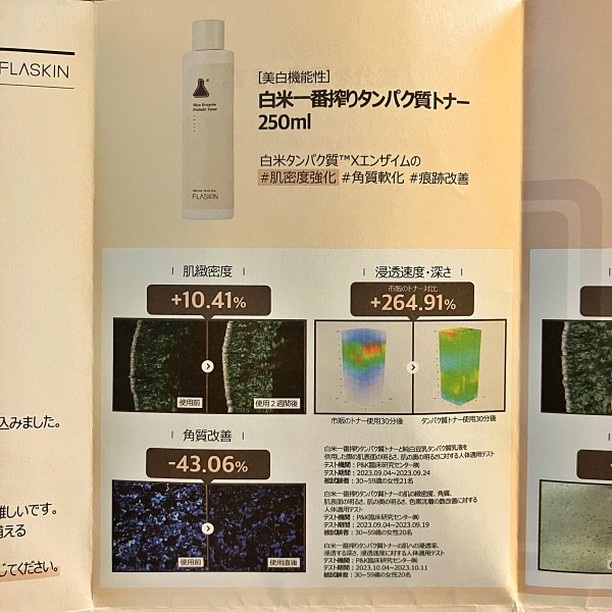 FLASKIN
込みました。
難しいです。
備える
じてください。
Rice Enzyme
Protein Toner
FLASKIN
[美白機能性]
白米一番搾りタンパク質トナー
250ml
白米タンパク質™Xエンザイムの
#肌密度強化 #角質軟化 #痕跡改善
肌緻密度
+10.41%
使用前
使用2週間後
浸透速度・深さ
市販のトナー対比
+264.91%
市販のトナー使用30分後
タンパク質トナー使用30分後
角質改善
-43.06%
使用前
使用直後
白米一番搾りタンパク質トナーと純白豆乳タンパク質乳液を
併用した際の肌表面の明るさ、肌の奥の明るさに対する人体適用テスト
テスト機関:P&K臨床研究センター㈱
テスト期間:2023.09.04~2023.09.24
被試験者:30~59歳の女性21名
白米一番搾りタンパク質トナーの肌の緻密度、角質、
肌表面の明るさ、肌の奥の明るさ、色素沈着の数改善に対する
人体適用テスト
テスト機関:P&K臨床研究センター㈱
テスト期間:2023.09.04~2023.09.19
被試験者:30~59歳の女性20名
白米一番搾りタンパク質トナーの肌への浸透率、
浸透する深さ、浸透速度に対する人体適用テスト
テスト機関:P&K臨床研究センター㈱
テスト期間:2023.10.04~2023.10.11
被試験者:30~59歳の女性20名